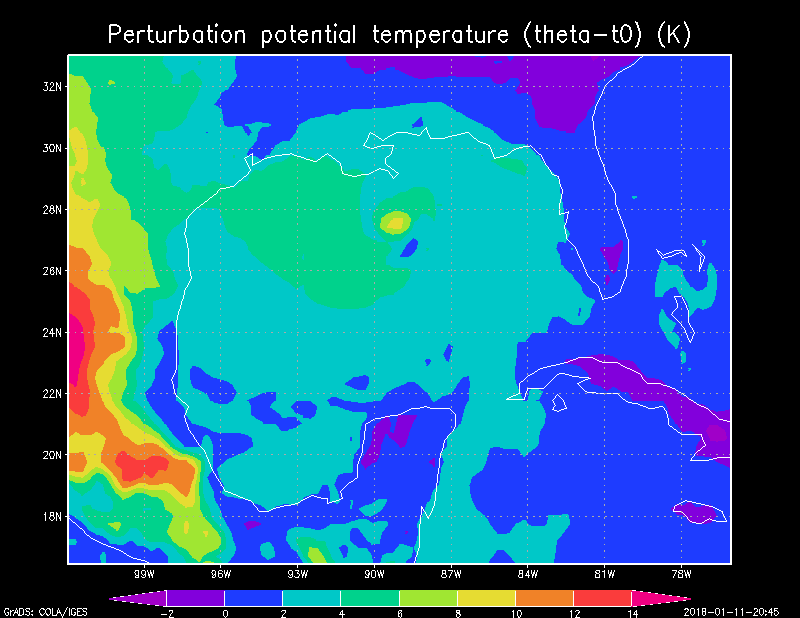 Perturbation potential temperature (theta-t0) (K)
32N
30N
28N
26N
24N
22N
20N
18N
99W 96W 93W 90W 87W 84W 81W 78W
-2 0 2 4 6 8 10 12 14
GrADS: COLA/IGES 2018-01-11-20:45